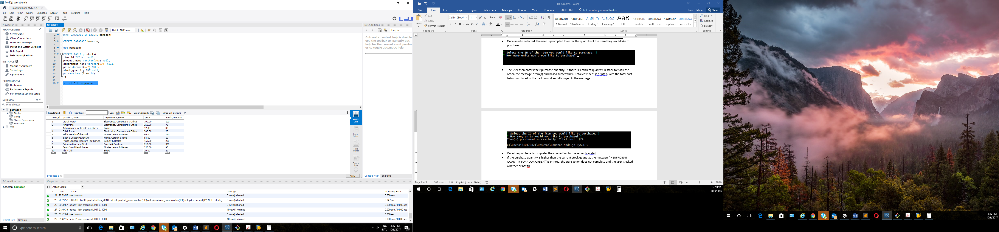 MySQL Workbench
Local instance MySQL57
File Edit View Query Database Server Tools Scripting Help
Navigator
MANAGEMENT
Server Status
Client Connections
Users and Privileges
Status and System Variables
Data Export
Data Import/Restore
INSTANCE
Startup / Shutdown
Server Logs
Options File
PERFORMANCE
Dashboard
Performance Reports
Performance Schema Setup
SCHEMAS
Filter objects
bamazon
Tables
Views
Stored Procedures
Functions
test
Information
Schema: bamazon
Object Info Session
resetpass*
Limit to 1000 rows
1 DROP DATABASE IF EXISTS bamazon;
2
3 CREATE DATABASE bamazon;
4
5 use bamazon;
6
7 CREATE TABLE products(
8 item_id INT not null,
9 product_name varchar(100) null,
10 department_name varchar(100) null,
11 price decimal(6,2) NULL,
12 stock_quantity INT null,
13 primary key (item_id)
14 );
15
16 select * from products;
Result Grid Filter Rows: Edit: Export/Import: Wrap Cell Content:
item_id product_name department_name price stock_quantity
1 Digital Watch Electronics, Computers & Office 100.00 100
2 Mini Drone Electronics, Computers & Office 250.00 75
3 Astrophysics for People in a Hurry Books 12.00 38
4 Fitbit Surge Electronics, Computers & Office 200.00 20
5 Zelda Breath of the Wild Movies, Music & Games 60.00 150
6 Black & Decker Power Drill Home, Garden & Tools 55.00 10
7 Philips Sonicare Flexcare Toothbrush Beauty & Health 150.00 200
8 Coleman 8-person Tent Sports & Outdoors 210.00 300
9 Beats Solo3 Headphones Movies, Music & Games 220.00 95
10 Ali: A Life Books 20.00 29
NULL NULL NULL NULL NULL
Result Grid
Form Editor
Field Types
Query Stats
products 6
Apply
SQLAdditions
Jump to
Automatic context help is disable
Use the toolbar to manually get
help for the current caret positio
or to toggle automatic help.
Context Help Snippets
Output
Action Output
# Time Action Message Duration / Fetch
24 20:39:57 use bamazon 0 row(s) affected 0.000 sec
25 20:39:57 CREATE TABLE products( item_id INT not null, product_name varchar(100) null, department_name varchar(100) null, price decimal(6,2) NULL, stock_... 0 row(s) affected 0.047 sec
26 20:39:57 select * from products LIMIT 0, 1000 0 row(s) returned 0.000 sec / 0.000 sec
27 01:40:39 select * from products LIMIT 0, 1000 10 row(s) returned 0.000 sec / 0.000 sec
28 01:42:06 use bamazon 0 row(s) affected 0.000 sec
29 01:42:15 select * from products LIMIT 0, 1000 10 row(s) returned 0.000 sec / 0.000 sec
Type here to search
ENG
INTL
3:39 PM
10/9/2017
Document5 - Word
File Home Insert Design Layout References Mailings Review View Developer ACROBAT Tell me what you want to do...
Hunter, Edward Share
Paste
Cut
Copy
Format Painter
Clipboard
Calibri (Body) 11
Font
Paragraph
AaBbCcDc AaBbCcDc AaBbCc AaBbCcC AaB AaBbCcC AaBbCcDc AaBbCcDc AaBbCcDc
¶ Normal ¶ No Spac... Heading 1 Heading 2 Title Subtitle Subtle Em... Emphasis Intense E...
Styles
Find
Replace
Select
Editing
• Once an id is selected, the user is prompted to enter the quantity of the item they would like to
purchase
? Select the ID of the item you would like to purchase. 3
? How many units would you like to purchase?
• The user then enters their purchase quantity. If there is sufficient quantity in stock to fulfill the
order, the message “Item(s) purchased successfully. Total cost: $’ ‘” is printed, with the total cost
being calculated in the background and displayed in the message.
? Select the ID of the item you would like to purchase. 3
? How many units would you like to purchase? 2
Item(s) purchased successfully. Total cost: $24
C:\Users\310179821\Desktop\Bamazon-Node.js-MySQL->
• Once the purchase is complete, the connection to the server is ended.
• If the purchase quantity is higher than the current stock quantity, the message “INSUFFICIENT
QUANTITY FOR YOUR ORDER!” is printed, the transaction does not complete and the user is asked
whether or not th
Page 2 of 2 169 words English (United States) 100%
3:39 PM
10/9/2017
3:39 PM
10/9/2017